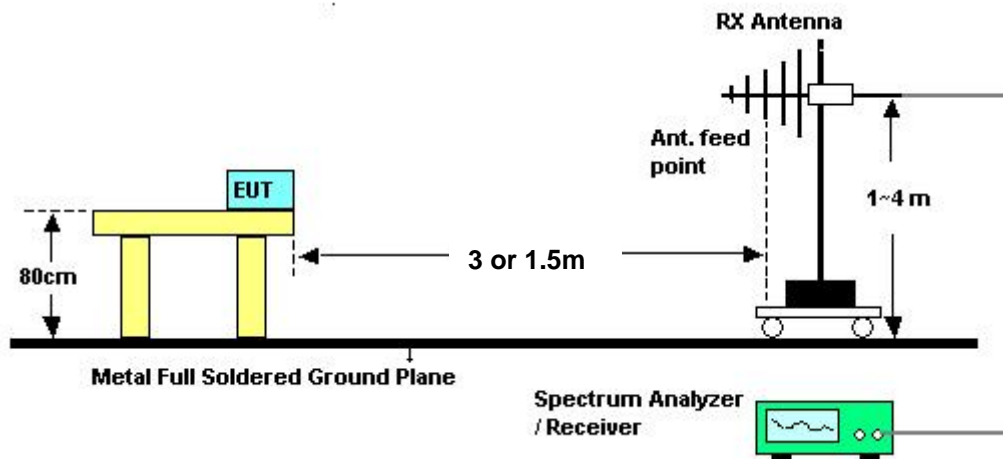 RX Antenna
Ant. feed
point
EUT
1~4 m
3 or 1.5m
80cm
Metal Full Soldered Ground Plane
Spectrum Analyzer
/ Receiver